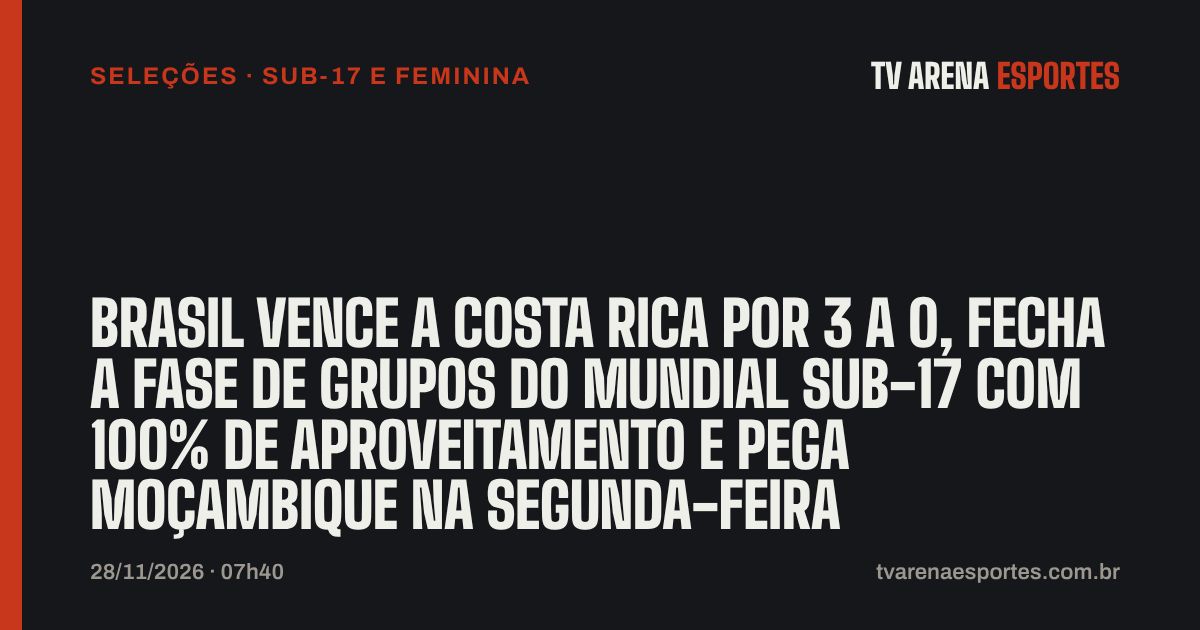 SELEÇÕES · SUB-17 E FEMININA
TV ARENA ESPORTES
BRASIL VENCE A COSTA RICA POR 3 A 0, FECHA
A FASE DE GRUPOS DO MUNDIAL SUB-17 COM
100% DE APROVEITAMENTO E PEGA
MOÇAMBIQUE NA SEGUNDA-FEIRA
28/11/2026 · 07h40
tvarenaesportes.com.br